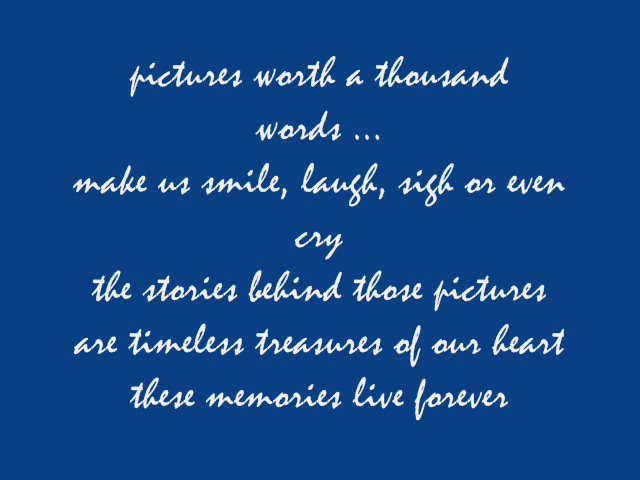 pictures worth a thousand
words ...
make us smile, laugh, sigh or even
cry
the stories behind those pictures
are timeless treasures of our heart
these memories live forever